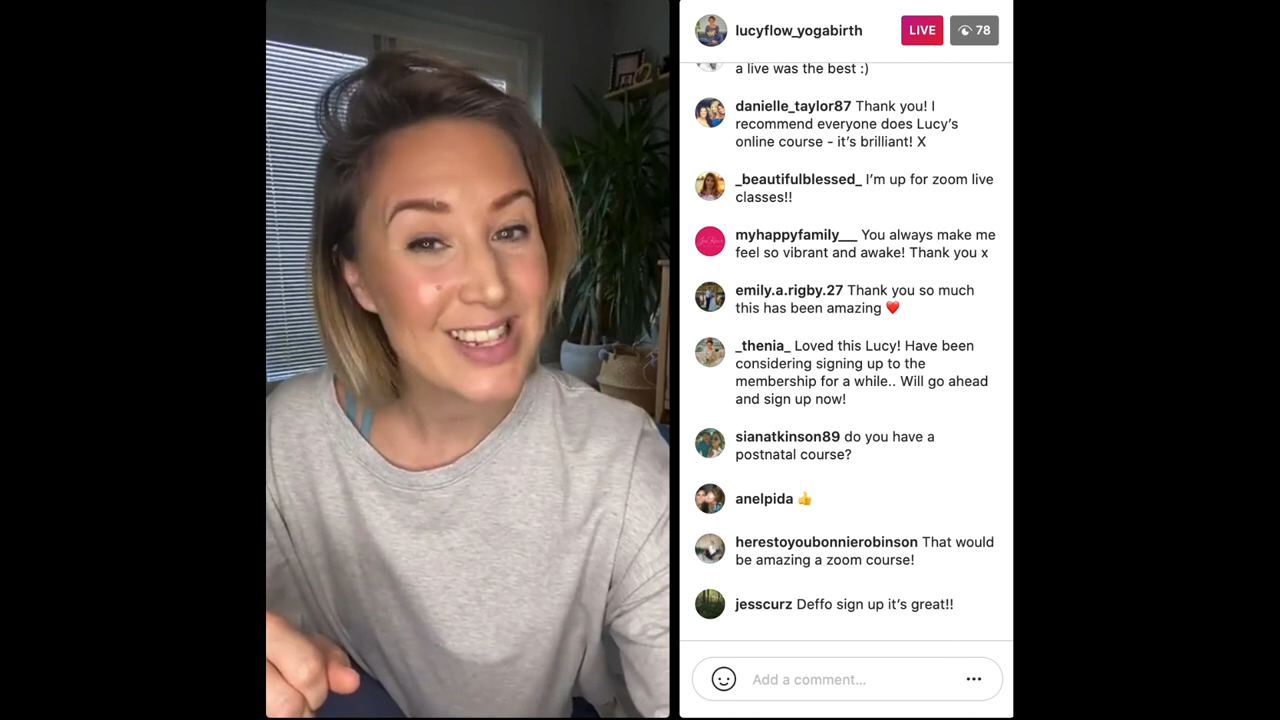 lucyflow_yogabirth
LIVE
78
a live was the best :)
danielle_taylor87 Thank you! I
recommend everyone does Lucy’s
online course - it’s brilliant! X
_beautifulblessed_ I’m up for zoom live
classes!!
myhappyfamily___ You always make me
feel so vibrant and awake! Thank you x
emily.a.rigby.27 Thank you so much
this has been amazing ❤️
_thenia_ Loved this Lucy! Have been
considering signing up to the
membership for a while.. Will go ahead
and sign up now!
sianatkinson89 do you have a
postnatal course?
anelpida 👍
herestoyoubonnierobinson That would
be amazing a zoom course!
jesscurz Deffo sign up it’s great!!
Add a comment...